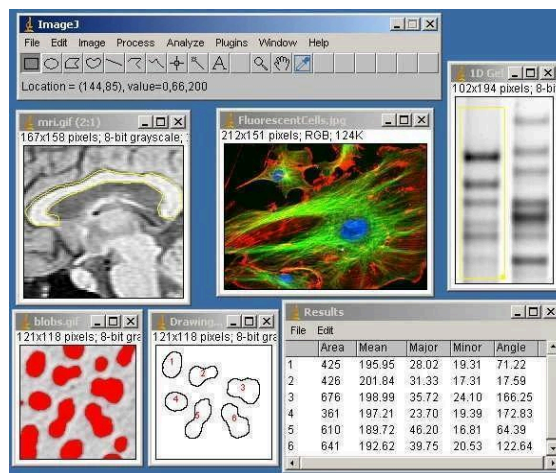 ImageJ
File Edit Image Process Analyze Plugins Window Help
A
Location = (144,85), value=0,66,200
mri.gif (2:1)
167x158 pixels; 8-bit grayscale;
FluorescentCells.jpg
212x151 pixels; RGB; 124K
1D Gel
102x194 pixels; 8-bit
blobs.gif
121x118 pixels; 8-bit gra
Drawing...
121x118 pixels; 8-bit gra
1
2
3
4
5
6
Results
File Edit
Area Mean Major Minor Angle
1 425 195.95 28.02 19.31 71.22
2 426 201.84 31.33 17.31 17.59
3 676 198.99 35.72 24.10 166.25
4 361 197.21 23.70 19.39 172.83
5 610 189.72 46.20 16.81 64.39
6 641 192.62 39.75 20.53 122.64